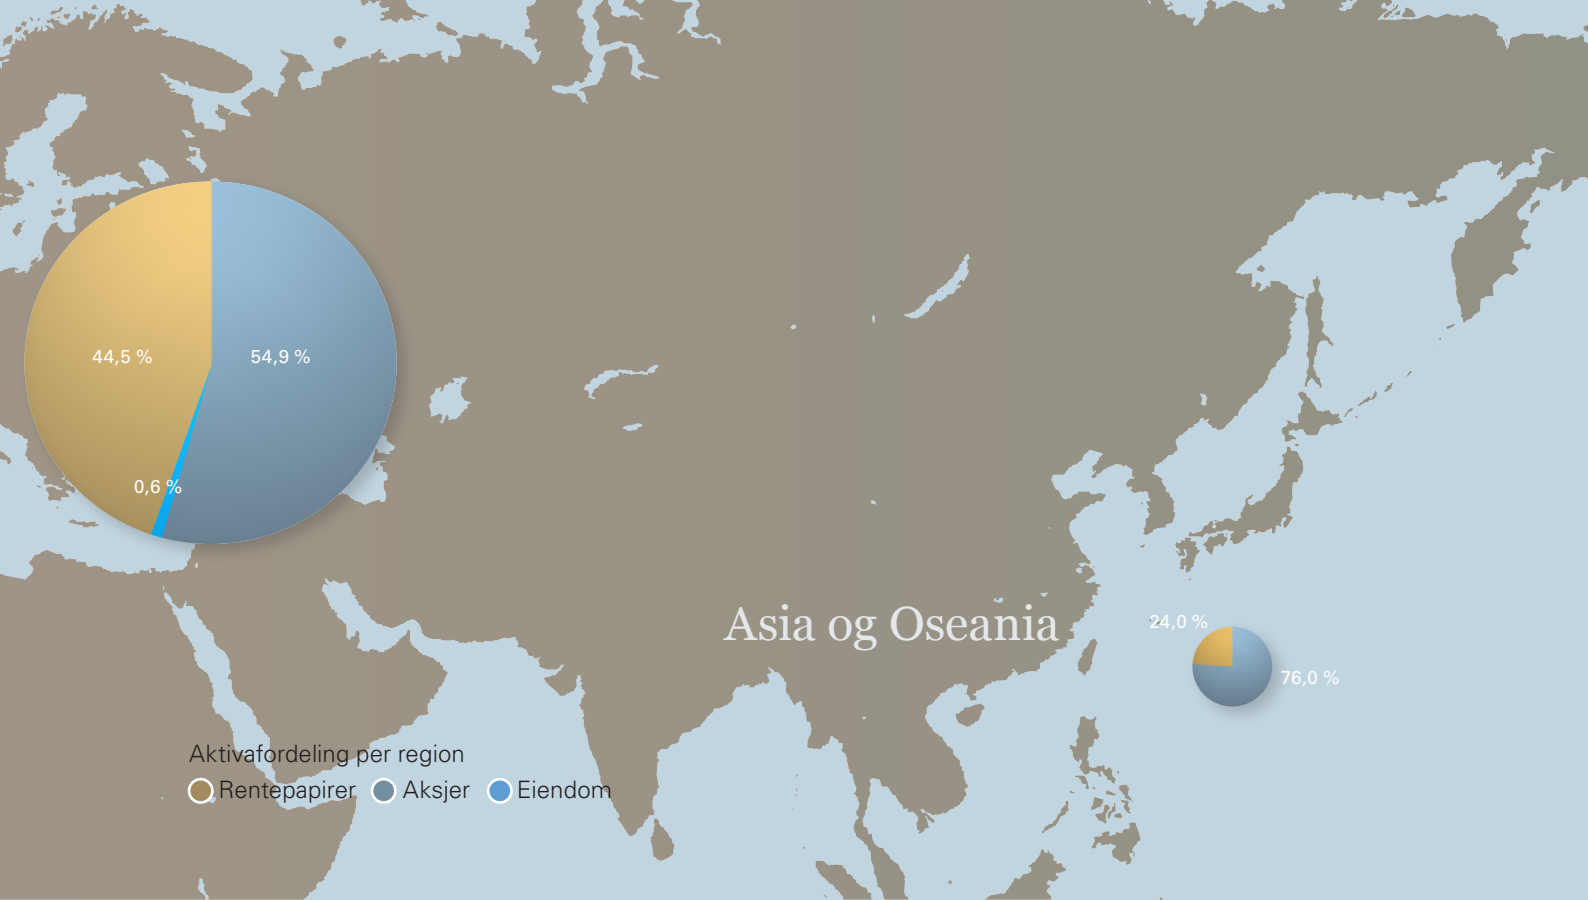 44,5 %
54,9 %
0,6 %
Asia og Oseania
24,0 %
76,0 %
Aktivafordeling per region
Rentepapirer Aksjer Eiendom